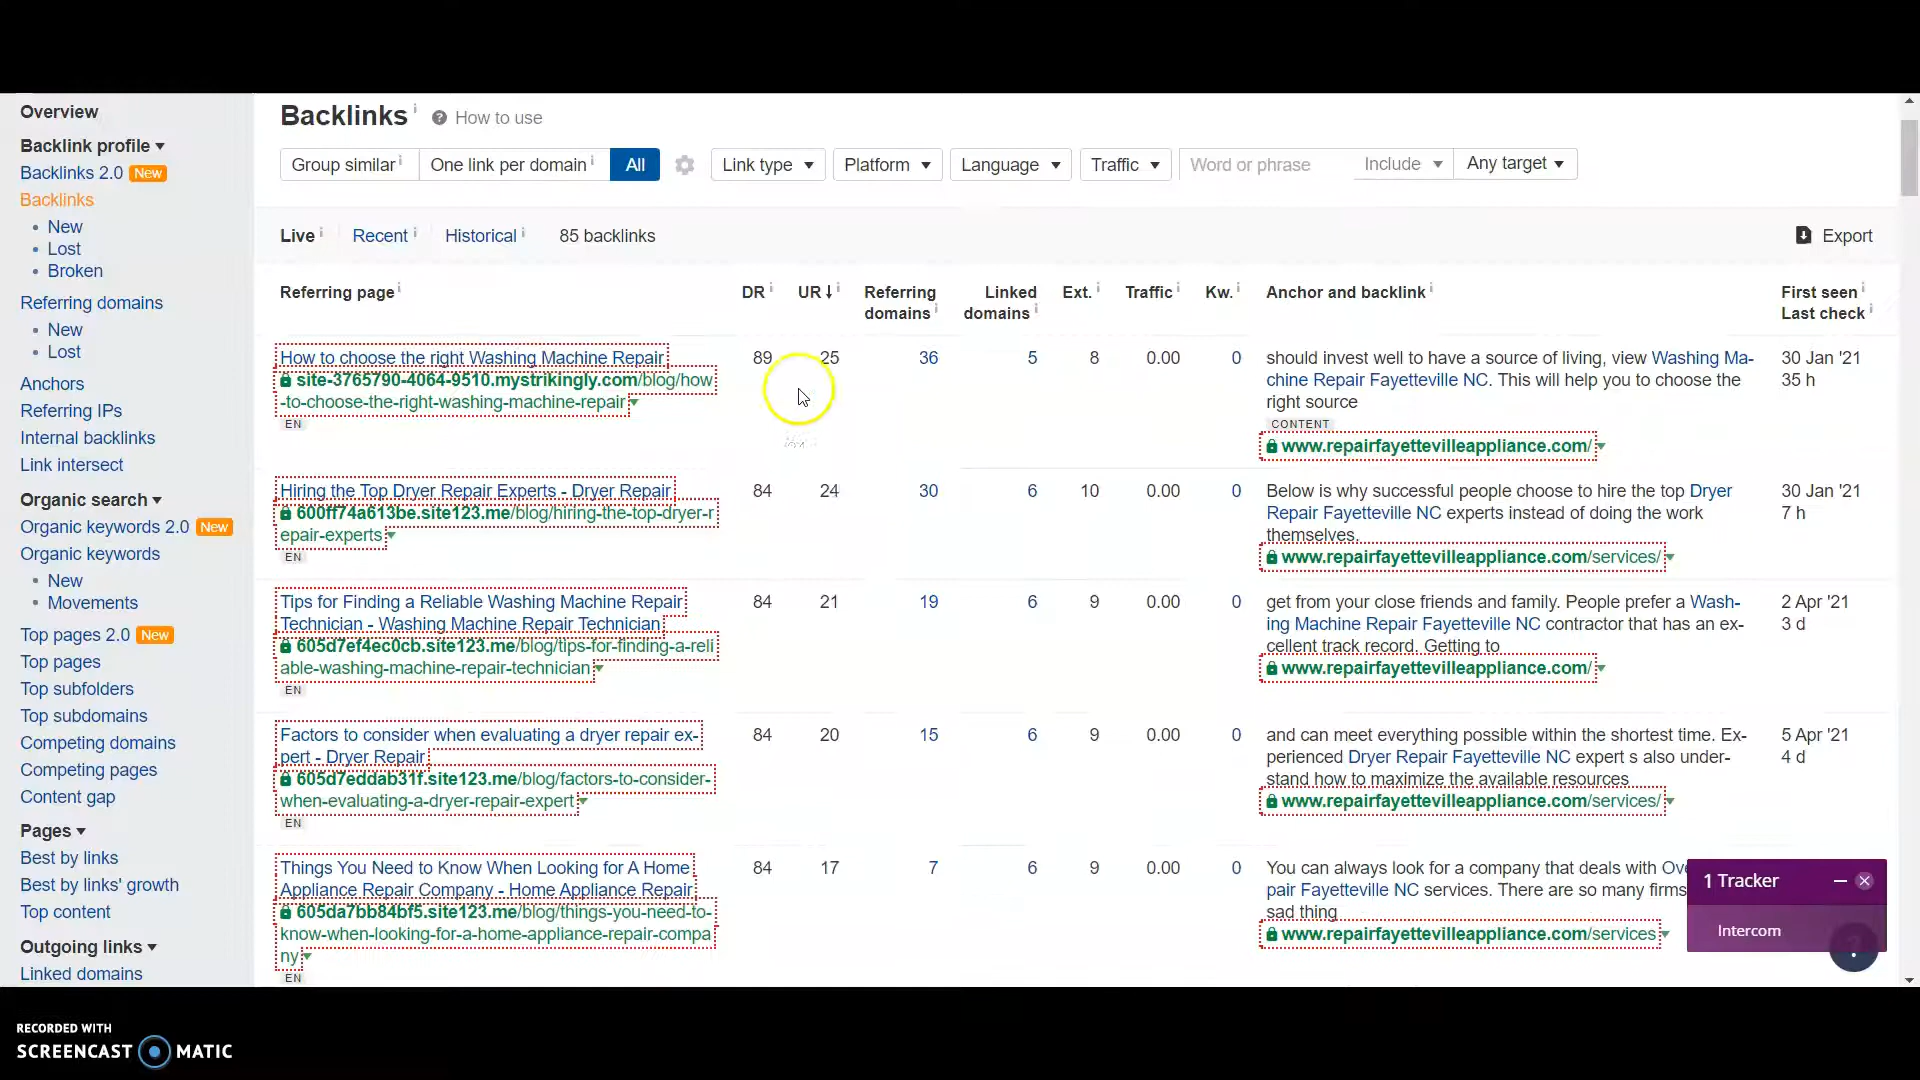 Overview
Backlink profile
Backlinks 2.0 New
Backlinks
New
Lost
Broken
Referring domains
New
Lost
Anchors
Referring IPs
Internal backlinks
Link intersect
Organic search
Organic keywords 2.0 New
Organic keywords
New
Movements
Top pages 2.0 New
Top pages
Top subfolders
Top subdomains
Competing domains
Competing pages
Content gap
Pages
Best by links
Best by links' growth
Top content
Outgoing links
Linked domains
Backlinks i ? How to use
Group similar i One link per domain i All Link type Platform Language Traffic Word or phrase Include Any target
Live i Recent i Historical i 85 backlinks Export
Referring page i DR i UR i Referring domains i Linked domains i Ext. i Traffic i Kw. i Anchor and backlink i First seen i Last check i
How to choose the right Washing Machine Repair
site-3765790-4064-9510.mystrikingly.com/blog/how
-to-choose-the-right-washing-machine-repair
EN
89 25 36 5 8 0.00 0
should invest well to have a source of living, view Washing Ma-
chine Repair Fayetteville NC. This will help you to choose the
right source
CONTENT
www.repairfayettevilleappliance.com/
30 Jan '21
35 h
Hiring the Top Dryer Repair Experts - Dryer Repair
600ff74a613be.site123.me/blog/hiring-the-top-dryer-r
epair-experts
EN
84 24 30 6 10 0.00 0
Below is why successful people choose to hire the top Dryer
Repair Fayetteville NC experts instead of doing the work
themselves.
www.repairfayettevilleappliance.com/services/
30 Jan '21
7 h
Tips for Finding a Reliable Washing Machine Repair
Technician - Washing Machine Repair Technician
605d7ef4ec0cb.site123.me/blog/tips-for-finding-a-reli
able-washing-machine-repair-technician
EN
84 21 19 6 9 0.00 0
get from your close friends and family. People prefer a Wash-
ing Machine Repair Fayetteville NC contractor that has an ex-
cellent track record. Getting to
www.repairfayettevilleappliance.com/
2 Apr '21
3 d
Factors to consider when evaluating a dryer repair ex-
pert - Dryer Repair
605d7eddab31f.site123.me/blog/factors-to-consider-
when-evaluating-a-dryer-repair-expert
EN
84 20 15 6 9 0.00 0
and can meet everything possible within the shortest time. Ex-
perienced Dryer Repair Fayetteville NC expert s also under-
stand how to maximize the available resources
www.repairfayettevilleappliance.com/services/
5 Apr '21
4 d
Things You Need to Know When Looking for A Home
Appliance Repair Company - Home Appliance Repair
605da7bb84bf5.site123.me/blog/things-you-need-to-
know-when-looking-for-a-home-appliance-repair-compa
ny
EN
84 17 7 6 9 0.00 0
You can always look for a company that deals with
pair Fayetteville NC services. There are so many firms
sad thing
www.repairfayettevilleappliance.com/services
1 Tracker
Intercom
?
RECORDED WITH
SCREENCAST MATIC